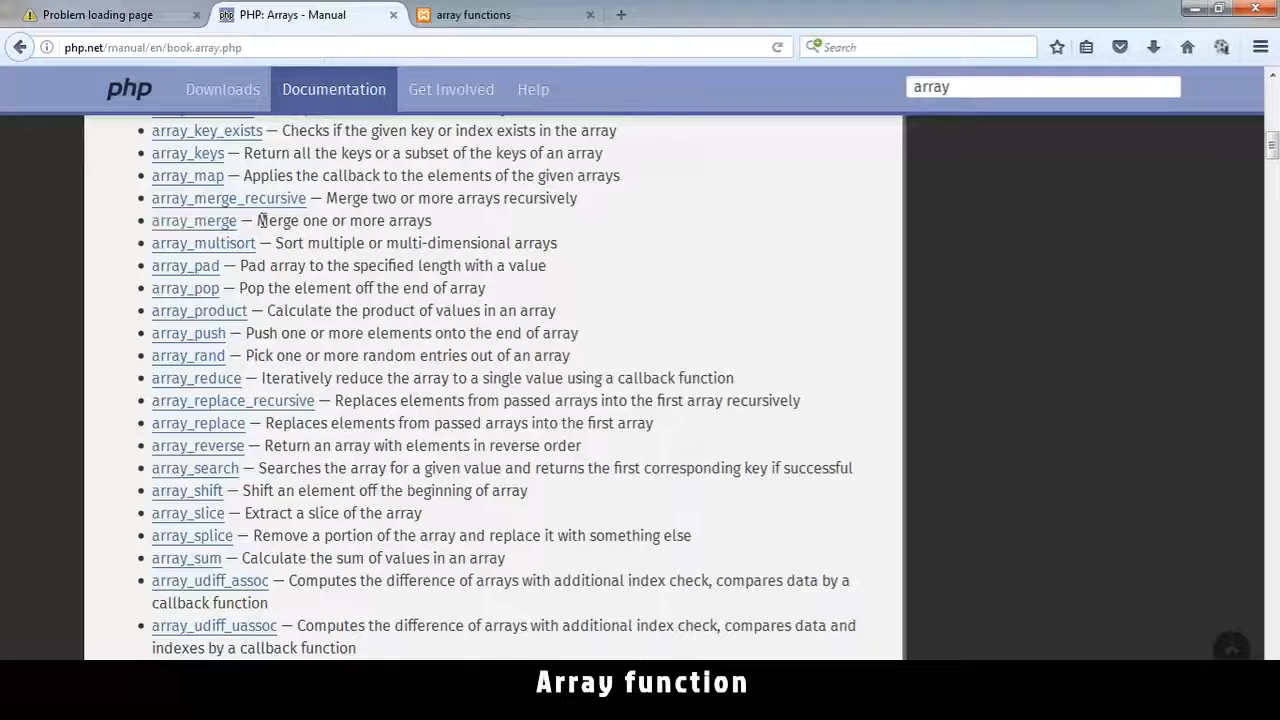 Problem loading page
PHP: Arrays - Manual
array functions
php.net/manual/en/book.array.php
Search
php
Downloads
Documentation
Get Involved
Help
array
array_key_exists — Checks if the given key or index exists in the array
array_keys — Return all the keys or a subset of the keys of an array
array_map — Applies the callback to the elements of the given arrays
array_merge_recursive — Merge two or more arrays recursively
array_merge — Merge one or more arrays
array_multisort — Sort multiple or multi-dimensional arrays
array_pad — Pad array to the specified length with a value
array_pop — Pop the element off the end of array
array_product — Calculate the product of values in an array
array_push — Push one or more elements onto the end of array
array_rand — Pick one or more random entries out of an array
array_reduce — Iteratively reduce the array to a single value using a callback function
array_replace_recursive — Replaces elements from passed arrays into the first array recursively
array_replace — Replaces elements from passed arrays into the first array
array_reverse — Return an array with elements in reverse order
array_search — Searches the array for a given value and returns the first corresponding key if successful
array_shift — Shift an element off the beginning of array
array_slice — Extract a slice of the array
array_splice — Remove a portion of the array and replace it with something else
array_sum — Calculate the sum of values in an array
array_udiff_assoc — Computes the difference of arrays with additional index check, compares data by a
callback function
array_udiff_uassoc — Computes the difference of arrays with additional index check, compares data and
indexes by a callback function
Array function